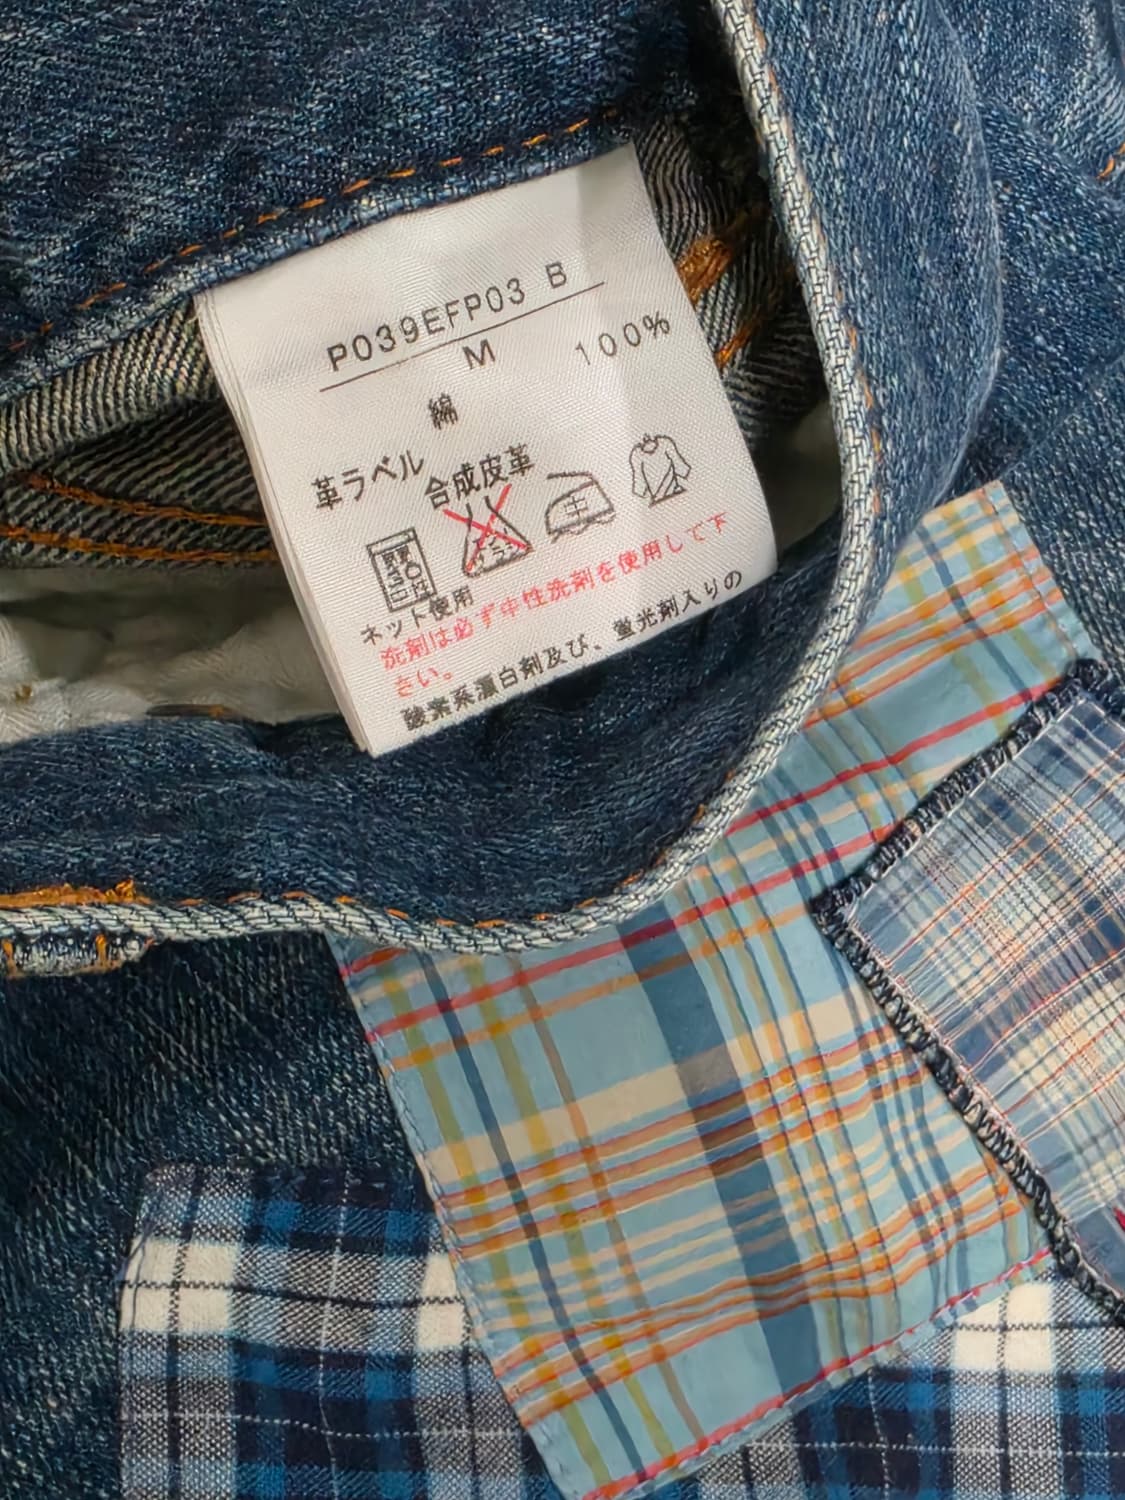 P039EFP03 B
M
綿 100%
革ラベル 合成皮革
中
ネット使用
洗剤は必ず中性洗剤を使用して下
さい。
酸素系漂白剤及び、蛍光剤入りの